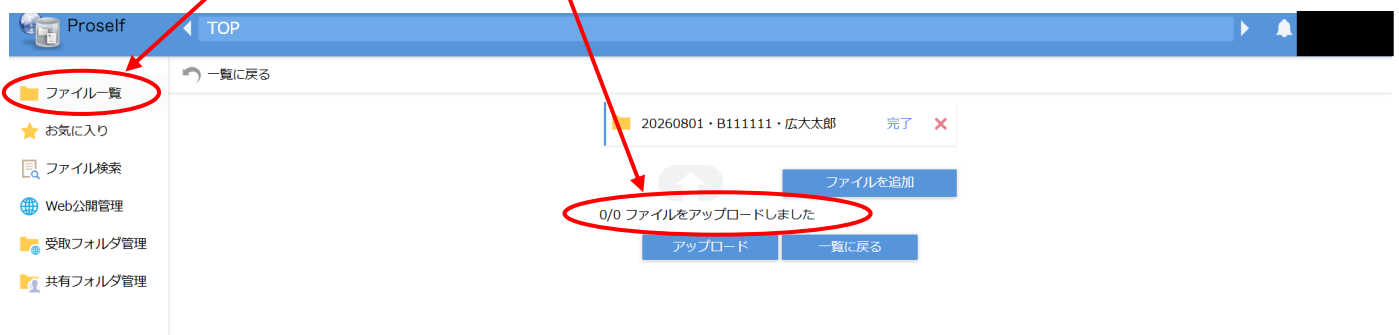 Proself
TOP
一覧に戻る
ファイル一覧
お気に入り
ファイル検索
Web公開管理
受取フォルダ管理
共有フォルダ管理
20260801・B111111・広大太郎 完了
ファイルを追加
0/0 ファイルをアップロードしました
アップロード 一覧に戻る